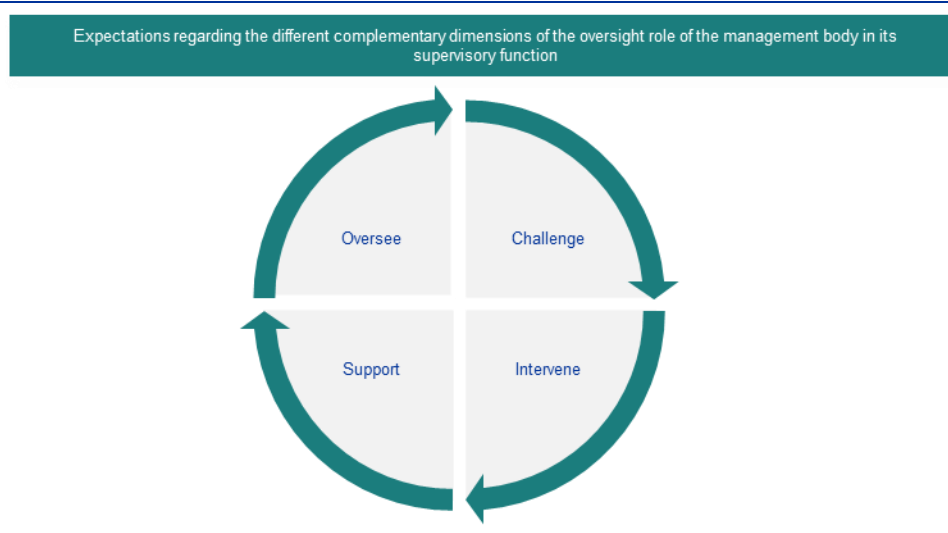 Expectations regarding the different complementary dimensions of the oversight role of the management body in its
supervisory function
Oversee
Challenge
Support
Intervene